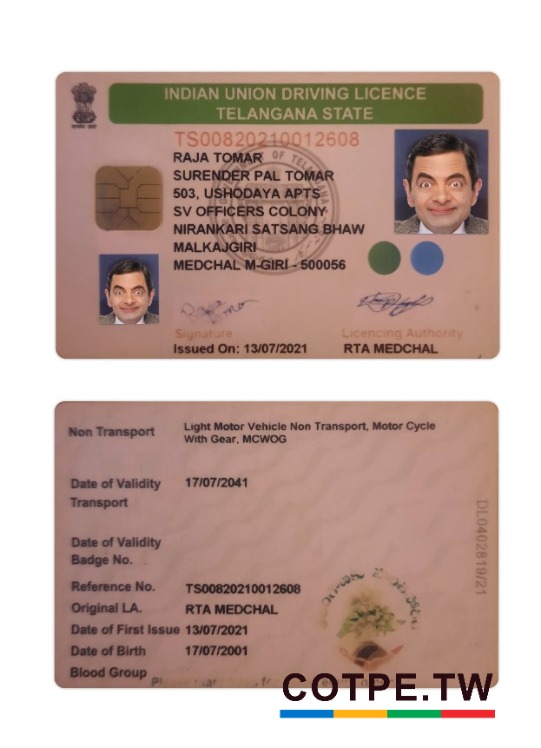 INDIAN UNION DRIVING LICENCE
TELANGANA STATE
TS00820210012608
RAJA TOMAR
SURENDER PAL TOMAR
503, USHODAYA APTS
SV OFFICERS COLONY
NIRANKARI SATSANG BHAW
MALKAJGIRI
MEDCHAL M-GIRI - 500056
Signature
Licencing Authority
Issued On: 13/07/2021
RTA MEDCHAL
Non Transport
Light Motor Vehicle Non Transport, Motor Cycle
With Gear, MCWOG
Date of Validity 17/07/2041
Transport
Date of Validity
Badge No.
Reference No. TS00820210012608
Original LA. RTA MEDCHAL
Date of First Issue 13/07/2021
Date of Birth 17/07/2001
Blood Group
DL0402819/21
COTPE.TW